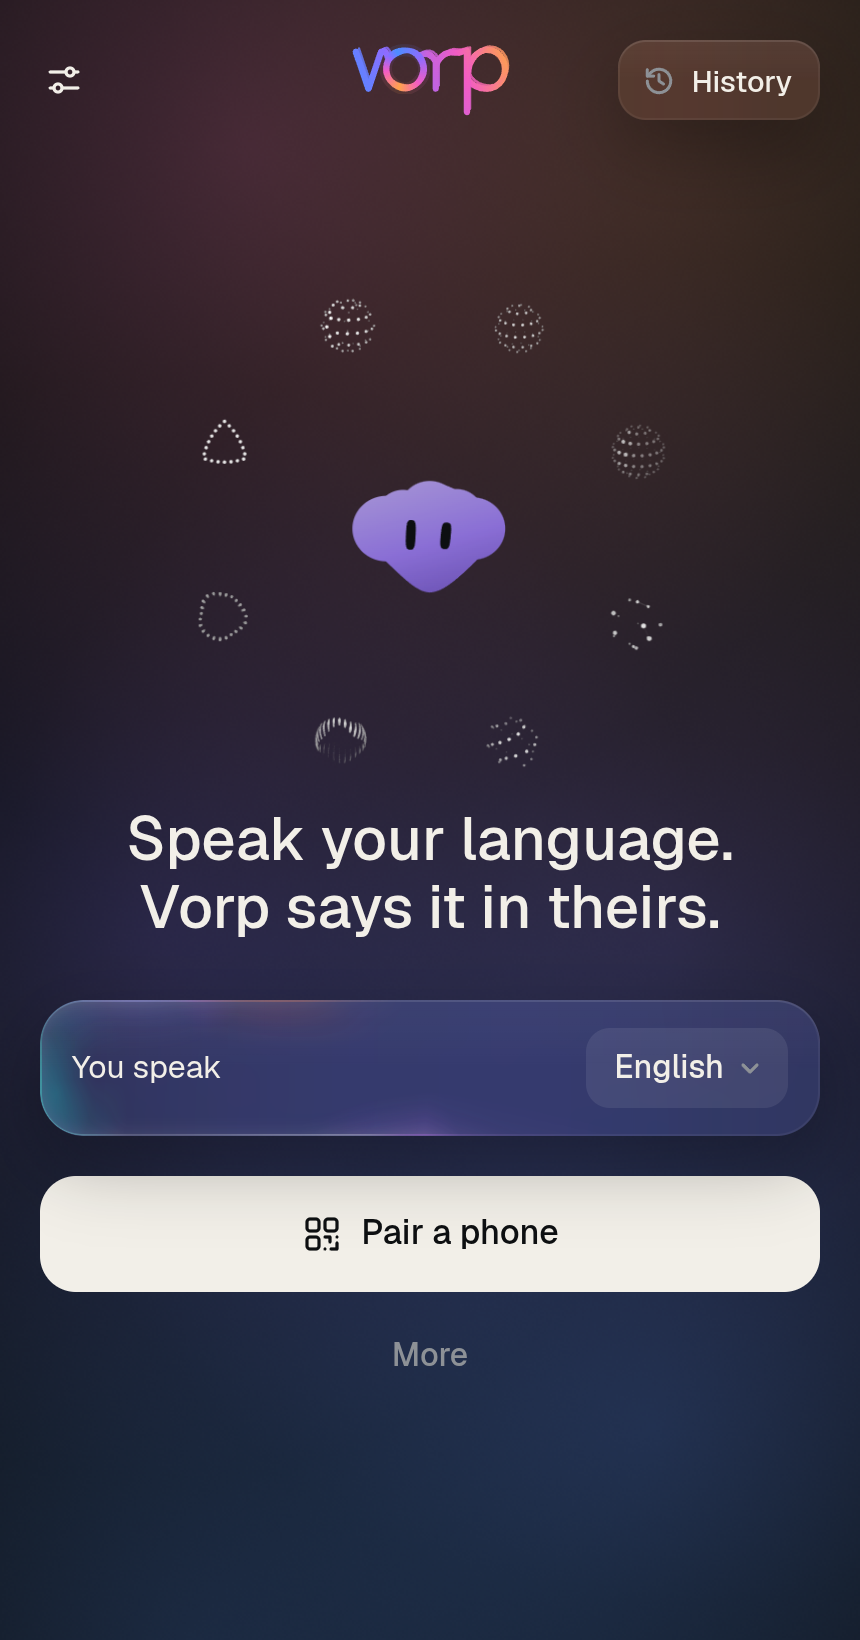 vorp
History
Speak your language.
Vorp says it in theirs.
You speak
English
Pair a phone
More